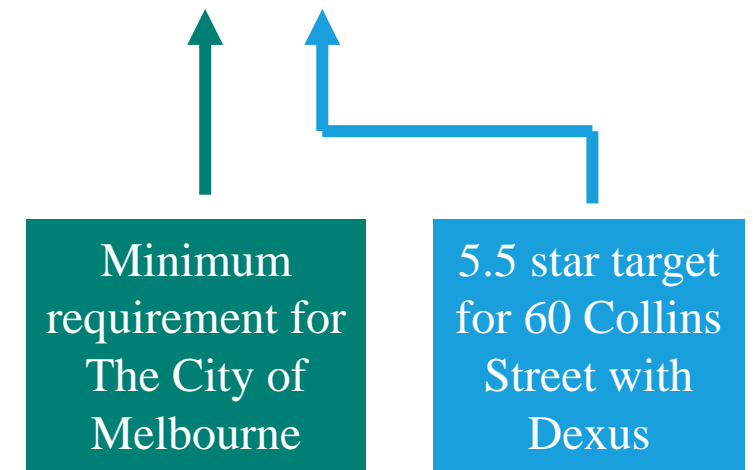 Minimum
requirement for
The City of
Melbourne
5.5 star target
for 60 Collins
Street with
Dexus